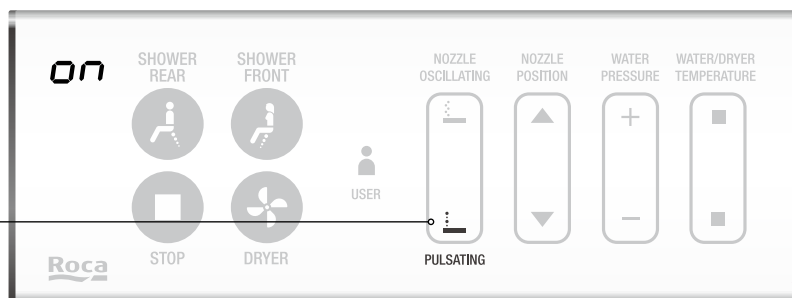 on
SHOWER
REAR
SHOWER
FRONT
NOZZLE
OSCILLATING
NOZZLE
POSITION
WATER
PRESSURE
WATER/DRYER
TEMPERATURE
USER
STOP
DRYER
PULSATING
Roca